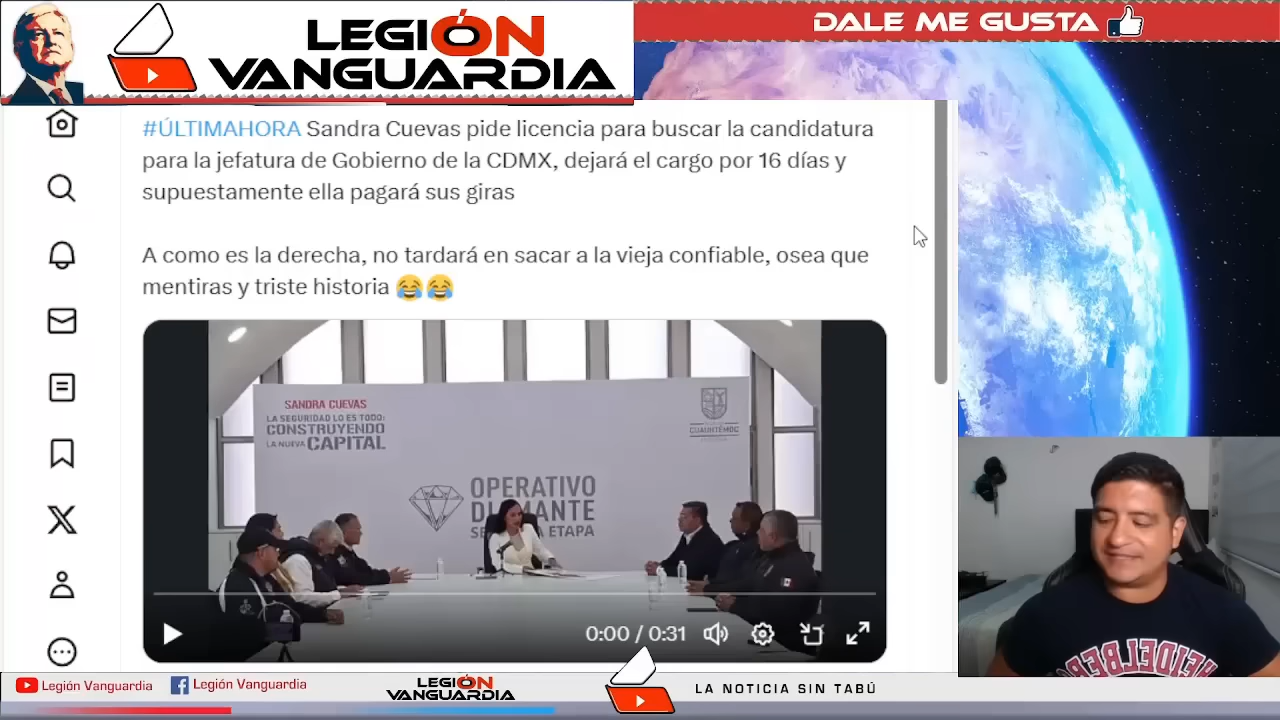 LEGIÓN
VANGUARDIA
DALE ME GUSTA
#ÚLTIMAHORA Sandra Cuevas pide licencia para buscar la candidatura
para la jefatura de Gobierno de la CDMX, dejará el cargo por 16 días y
supuestamente ella pagará sus giras
A como es la derecha, no tardará en sacar a la vieja confiable, osea que
mentiras y triste historia 😂😂
SANDRA CUEVAS
LA SEGURIDAD LO ES TODO:
CONSTRUYENDO
LA NUEVA CAPITAL
CUAUHTÉMOC
OPERATIVO
ETAPA
0:00 / 0:31
HEIDELBERG
Legión Vanguardia
Legión Vanguardia
LEGIÓN
VANGUARDIA
LA NOTICIA SIN TABÚ